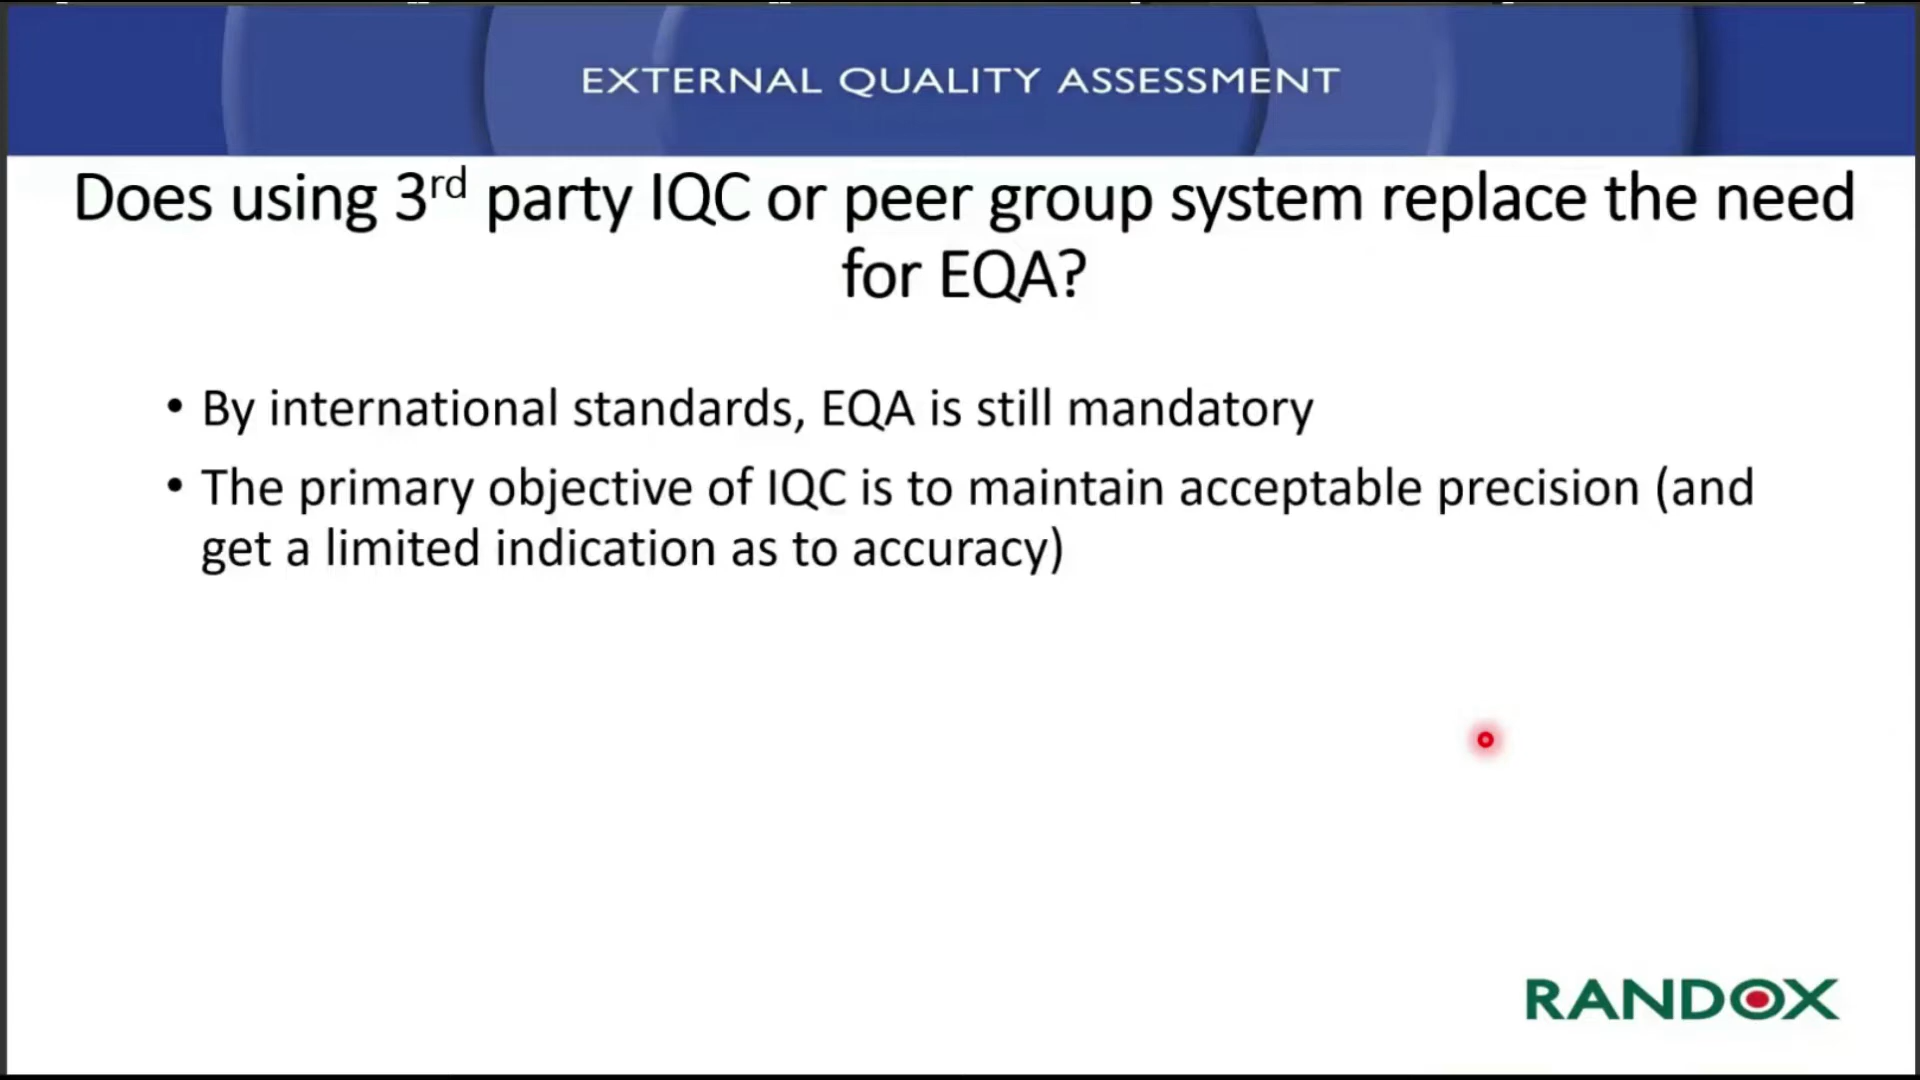 EXTERNAL QUALITY ASSESSMENT
Does using 3rd party IQC or peer group system replace the need
for EQA?
• By international standards, EQA is still mandatory
• The primary objective of IQC is to maintain acceptable precision (and
get a limited indication as to accuracy)
RANDOX